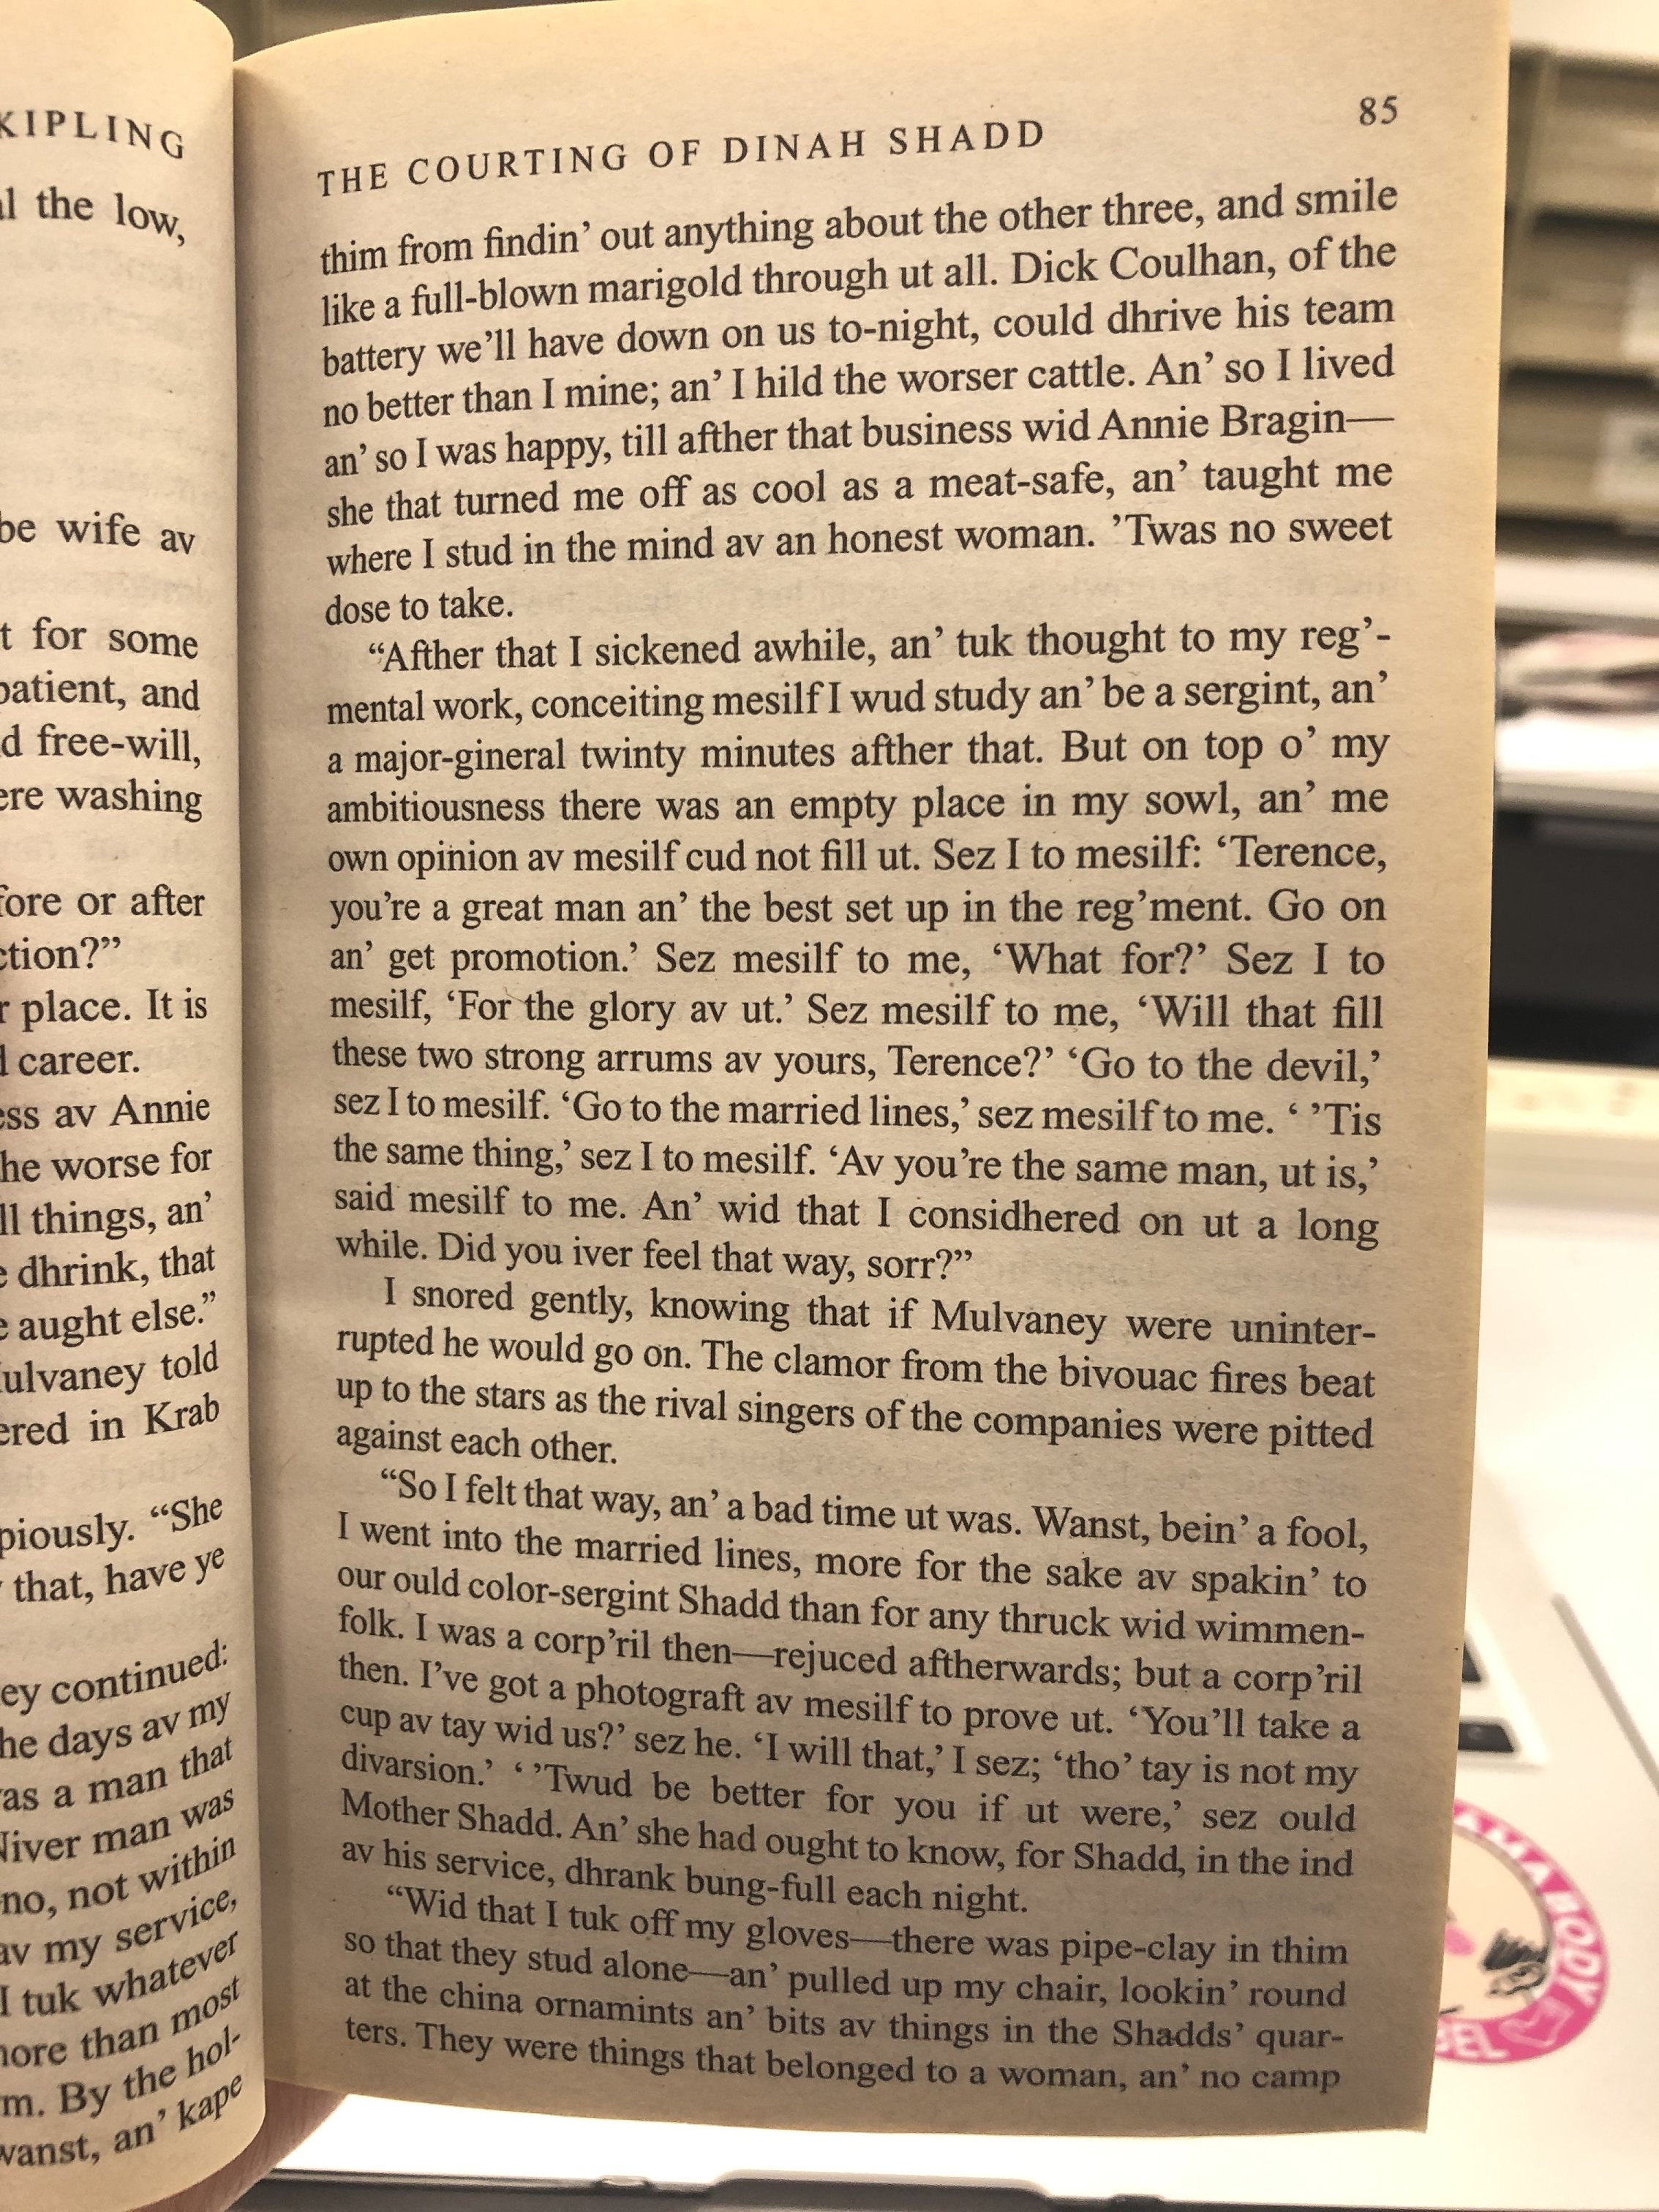 KIPLING
the low,
be wife av
for some
patient, and
free-will,
washing
or after
place. It is
career.
av Annie
worse for
things, an'
dhrink, that
aught else."
told
in Krab
piously. "She
that, have ye
continued:
days av my
a man that
man was
no, not within
av my service,
I tuk whatever
than most
By the hol-
an' kape
THE COURTING OF DINAH SHADD 85
thim from findin' out anything about the other three, and smile
like a full-blown marigold through ut all. Dick Coulhan, of the
battery we'll have down on us to-night, could dhrive his team
no better than I mine; an' I hild the worser cattle. An' so I lived
an' so I was happy, till afther that business wid Annie Bragin—
she that turned me off as cool as a meat-safe, an' taught me
where I stud in the mind av an honest woman. 'Twas no sweet
dose to take.
"Afther that I sickened awhile, an' tuk thought to my reg'-
mental work, conceiting mesilf I wud study an' be a sergint, an'
a major-gineral twinty minutes afther that. But on top o' my
ambitiousness there was an empty place in my sowl, an' me
own opinion av mesilf cud not fill ut. Sez I to mesilf: 'Terence,
you're a great man an' the best set up in the reg'ment. Go on
an' get promotion.' Sez mesilf to me, 'What for?' Sez I to
mesilf, 'For the glory av ut.' Sez mesilf to me, 'Will that fill
these two strong arrums av yours, Terence?' 'Go to the devil,'
sez I to mesilf. 'Go to the married lines,' sez mesilf to me. ' 'Tis
the same thing,' sez I to mesilf. 'Av you're the same man, ut is,'
said mesilf to me. An' wid that I considhered on ut a long
while. Did you iver feel that way, sorr?"
I snored gently, knowing that if Mulvaney were uninter-
rupted he would go on. The clamor from the bivouac fires beat
up to the stars as the rival singers of the companies were pitted
against each other.
"So I felt that way, an' a bad time ut was. Wanst, bein' a fool,
I went into the married lines, more for the sake av spakin' to
our ould color-sergint Shadd than for any thruck wid wimmen-
folk. I was a corp'ril then—rejuced aftherwards; but a corp'ril
then. I've got a photograft av mesilf to prove ut. 'You'll take a
cup av tay wid us?' sez he. 'I will that,' I sez; 'tho' tay is not my
divarsion.' ' 'Twud be better for you if ut were,' sez ould
Mother Shadd. An' she had ought to know, for Shadd, in the ind
av his service, dhrank bung-full each night.
"Wid that I tuk off my gloves—there was pipe-clay in thim
so that they stud alone—an' pulled up my chair, lookin' round
at the china ornamints an' bits av things in the Shadds' quar-
ters. They were things that belonged to a woman, an' no camp
BODY